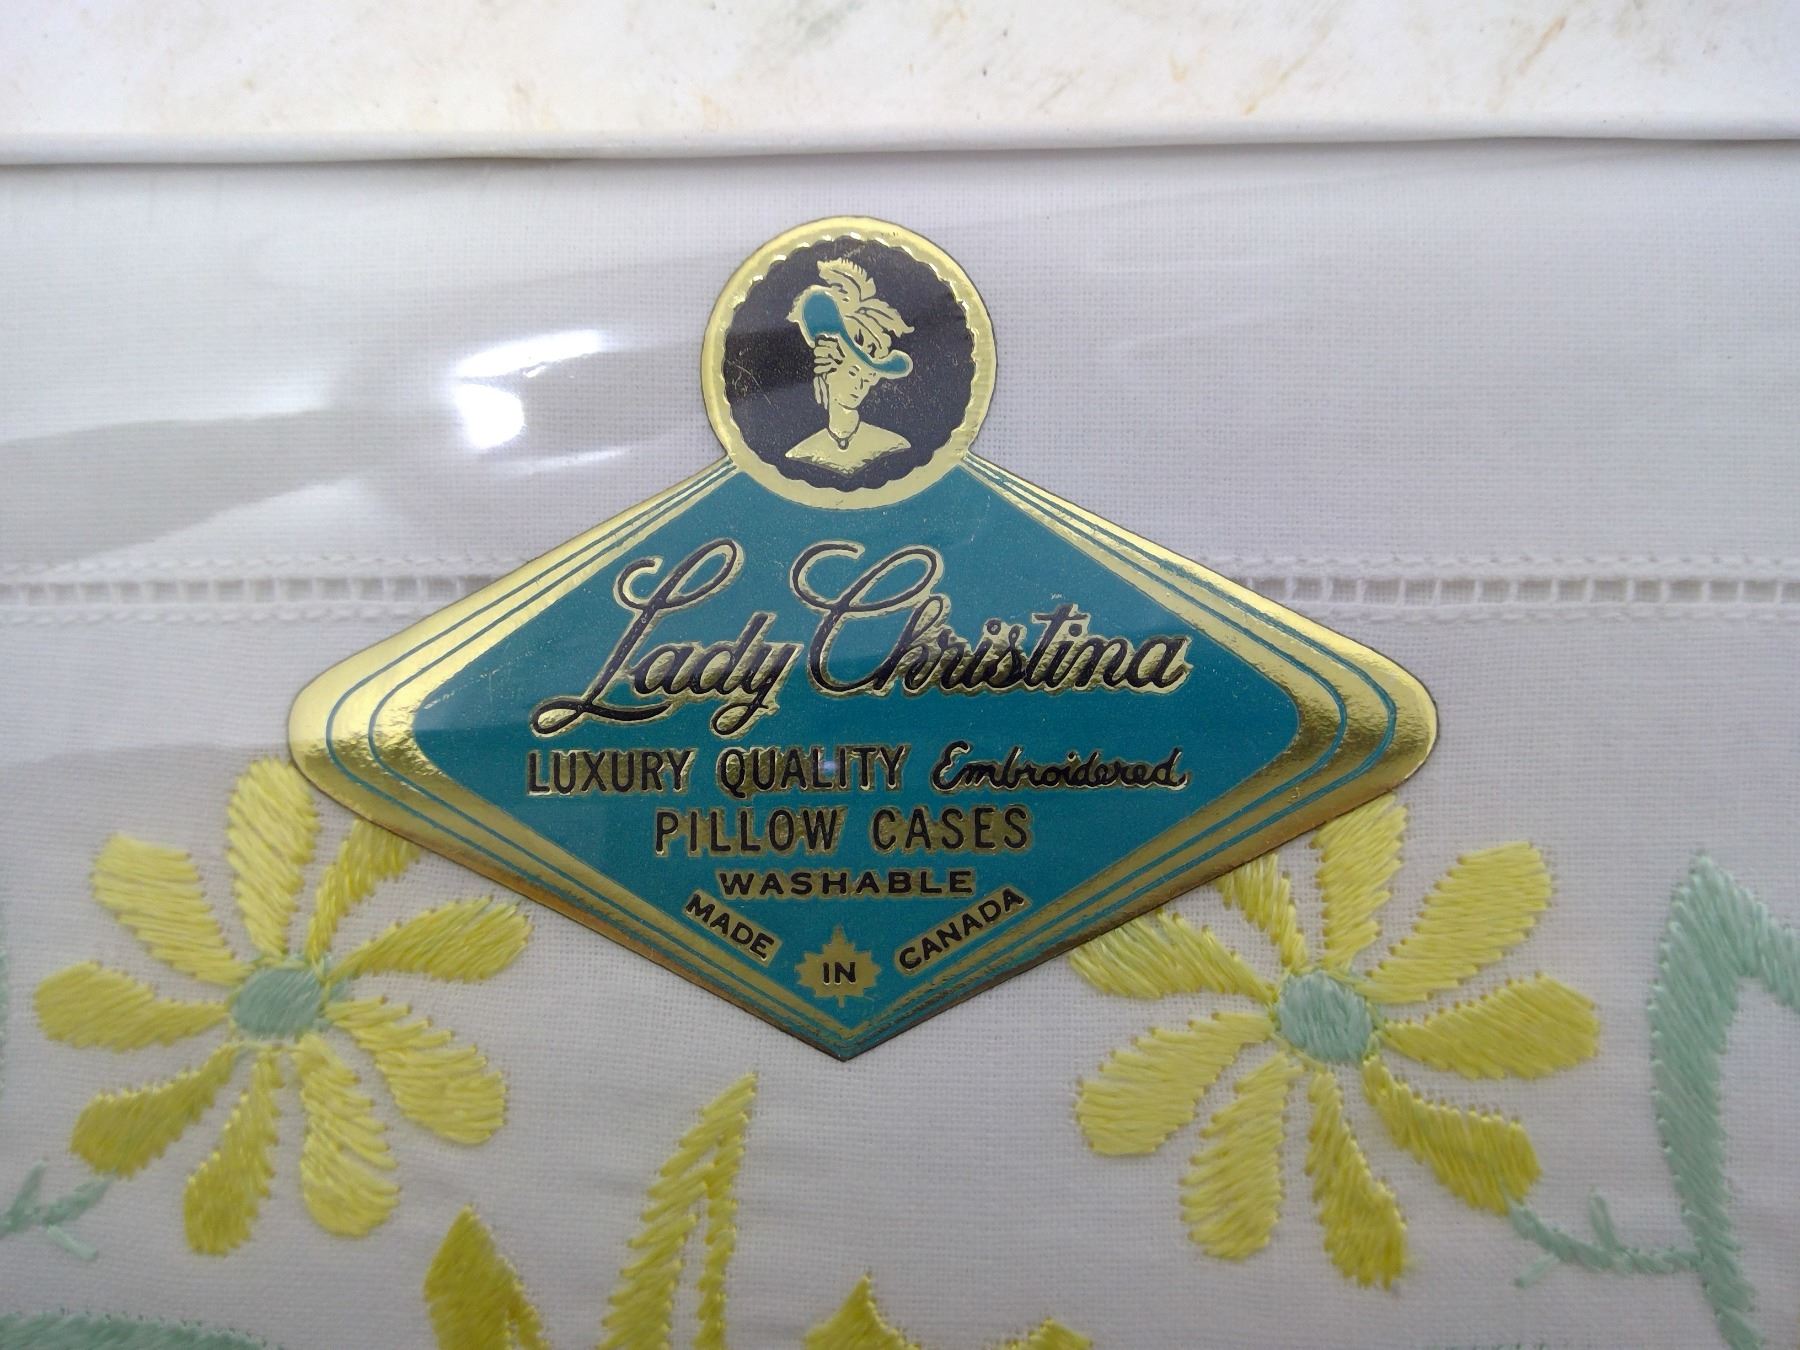 Lady Christina
LUXURY QUALITY Embroidered
PILLOW CASES
WASHABLE
MADE IN CANADA